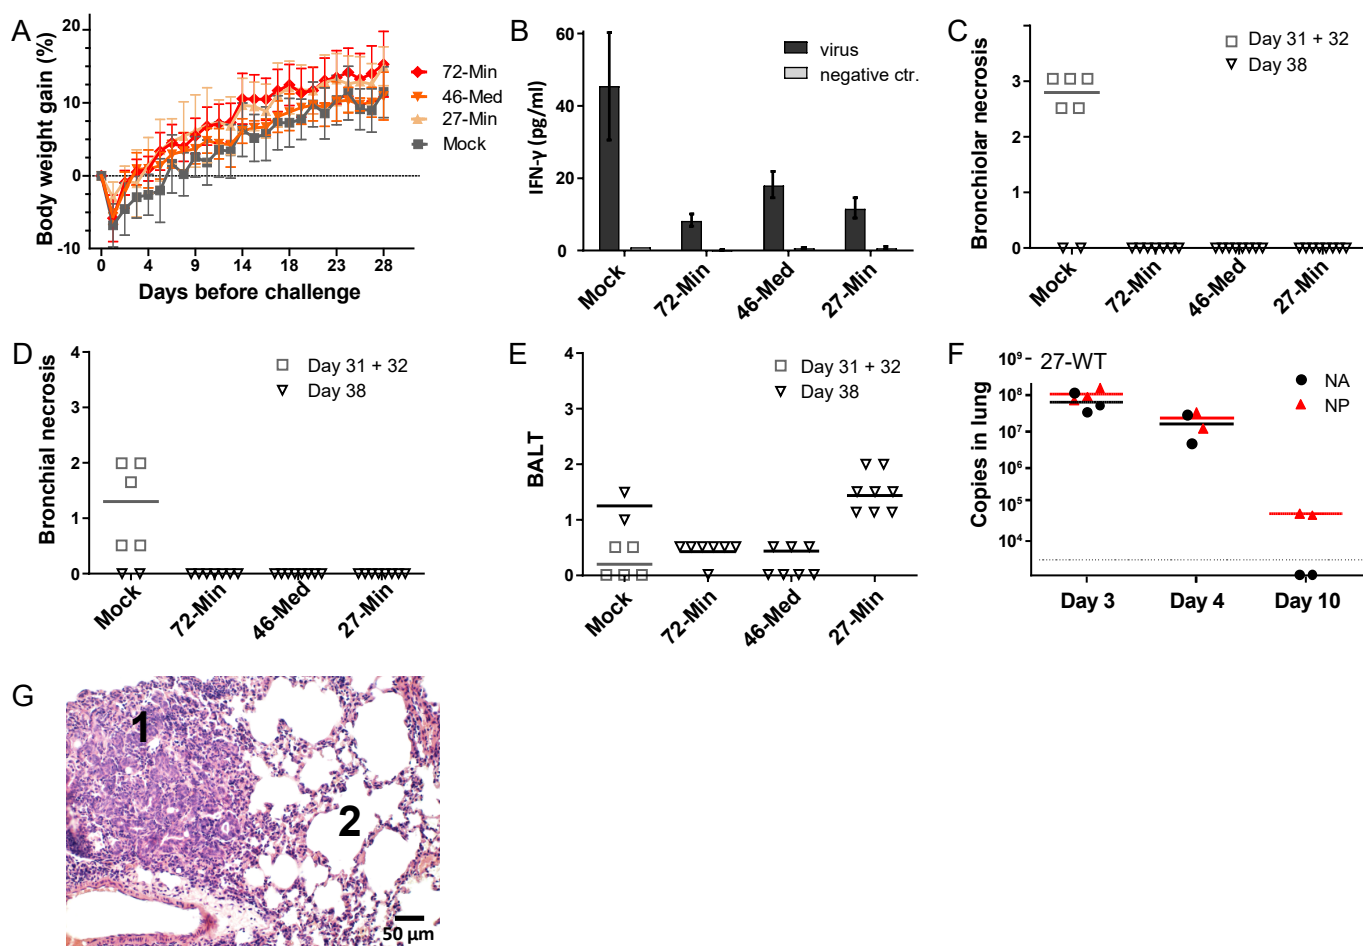 A
Body weight gain (%)
20
10
0
-10
0 4 9 14 18 23 28
Days before challenge
72-Min
46-Med
27-Min
Mock
B
IFN-γ (pg/ml)
60
40
20
0
virus
negative ctr.
Mock 72-Min 46-Med 27-Min
C
Bronchiolar necrosis
3
2
1
0
Day 31 + 32
Day 38
Mock 72-Min 46-Med 27-Min
D
Bronchial necrosis
4
3
2
1
0
Day 31 + 32
Day 38
Mock 72-Min 46-Med 27-Min
E
BALT
4
3
2
1
0
Day 31 + 32
Day 38
Mock 72-Min 46-Med 27-Min
F
27-WT
Copies in lung
10⁹
10⁸
10⁷
10⁶
10⁵
10⁴
NA
NP
Day 3 Day 4 Day 10
G
1
2
50 µm